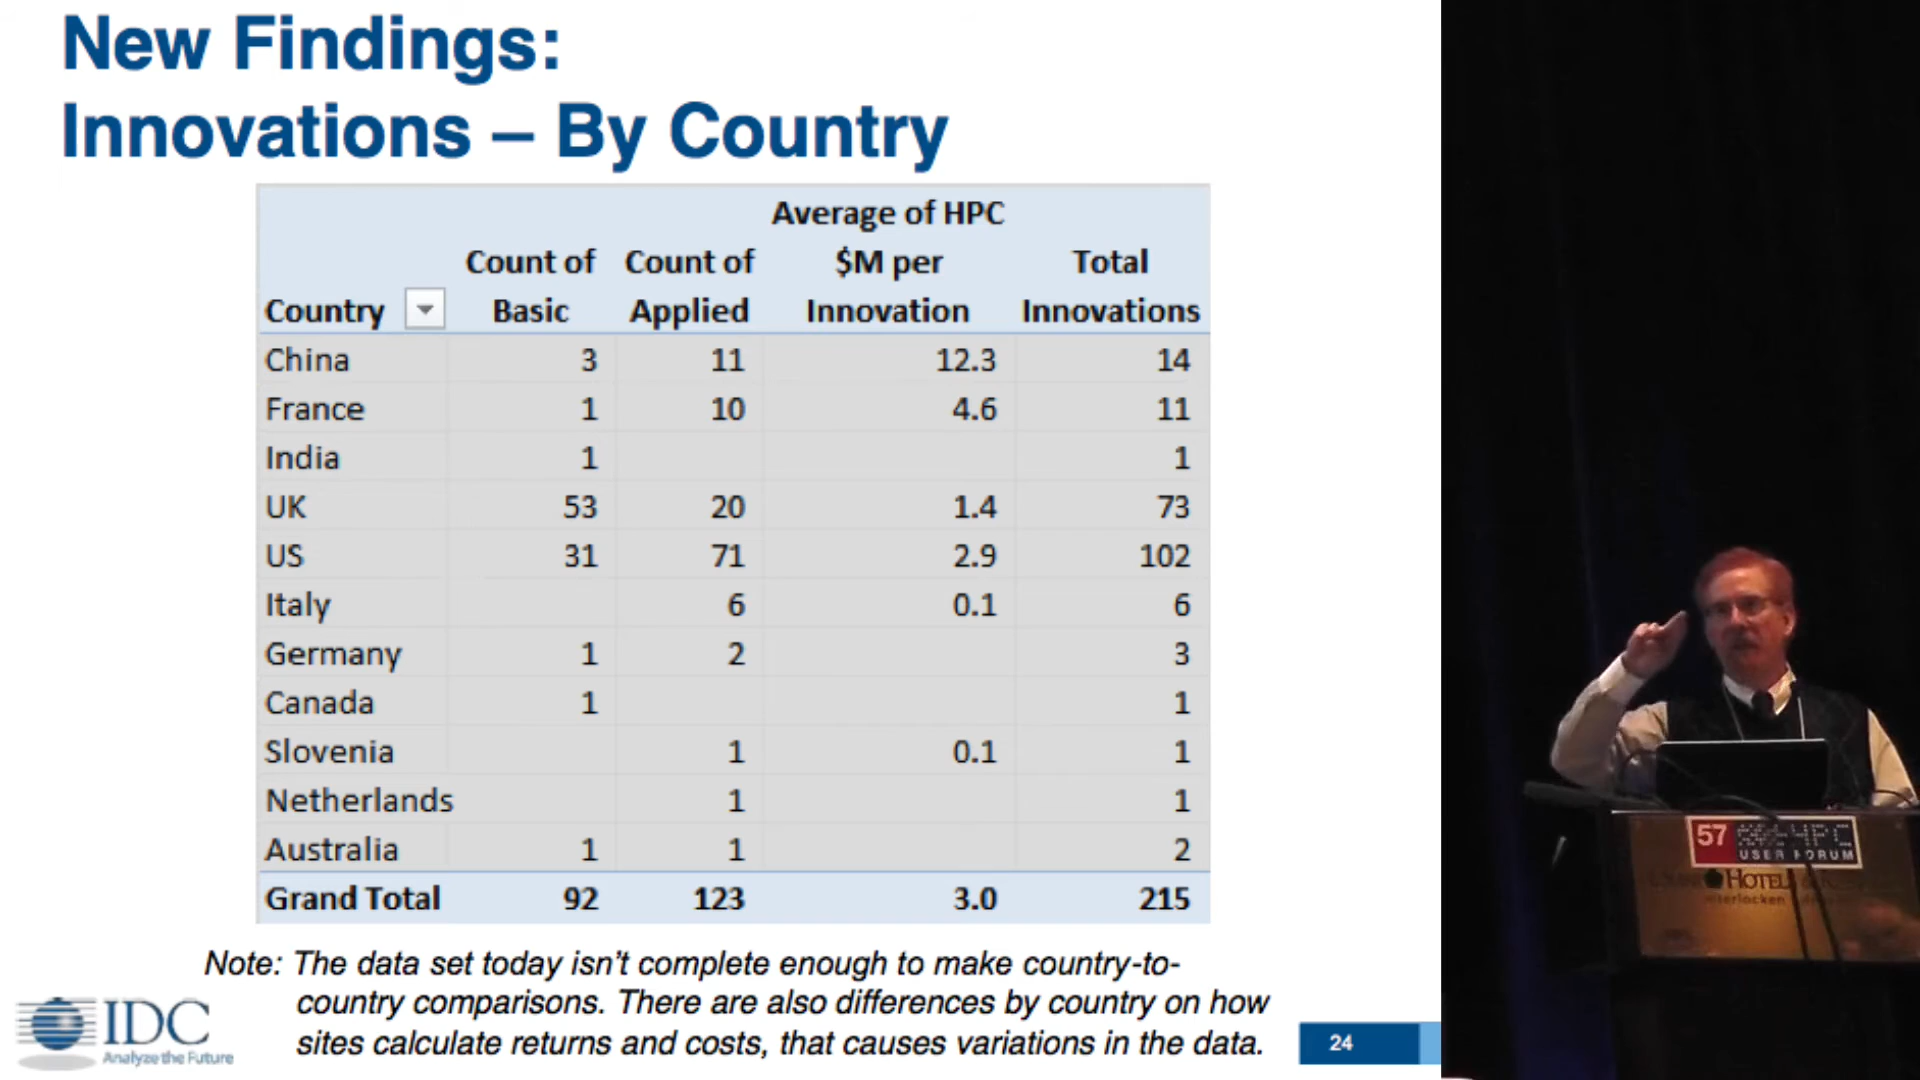 New Findings:
Innovations – By Country
Average of HPC
Count of Count of $M per Total
Country Basic Applied Innovation Innovations
China 3 11 12.3 14
France 1 10 4.6 11
India 1 1
UK 53 20 1.4 73
US 31 71 2.9 102
Italy 6 0.1 6
Germany 1 2 3
Canada 1 1
Slovenia 1 0.1 1
Netherlands 1 1
Australia 1 1 2
Grand Total 92 123 3.0 215
Note: The data set today isn't complete enough to make country-to-
country comparisons. There are also differences by country on how
sites calculate returns and costs, that causes variations in the data.
IDC
Analyze the Future
24
57 HPC
USER FORUM
HOTELS